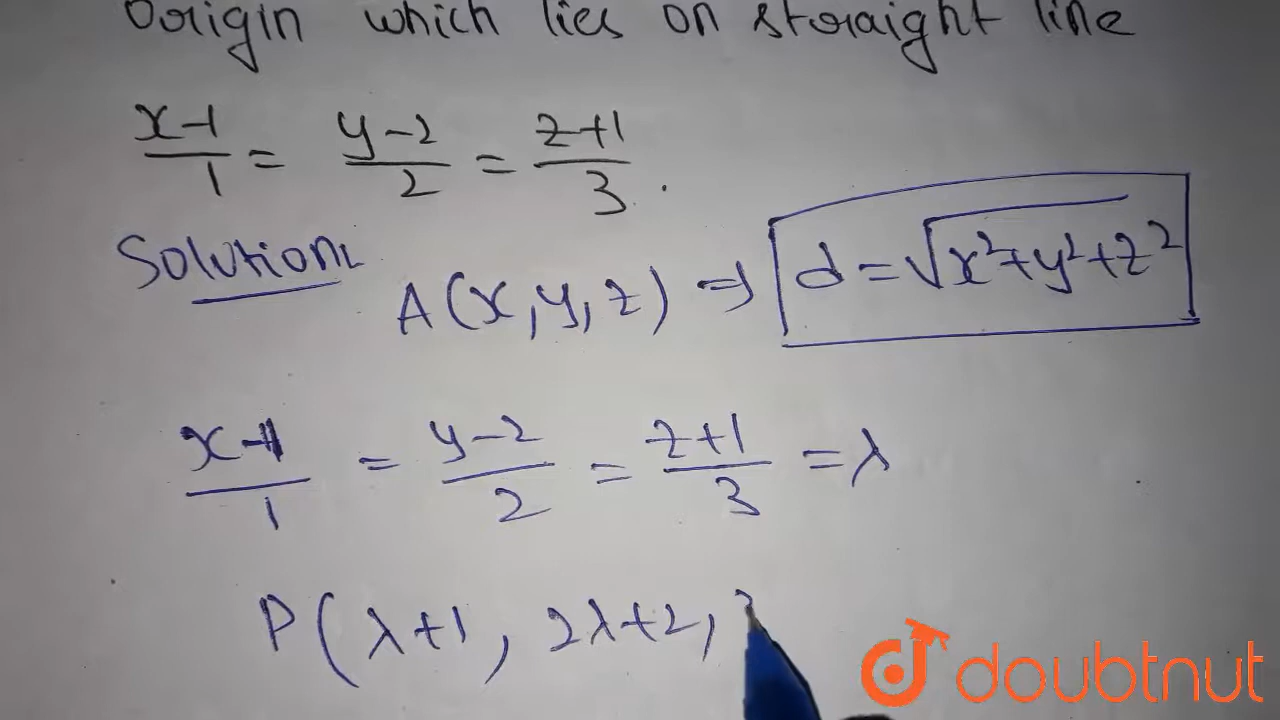 Origin which lies on straight line
x-1/1 = y-2/2 = z+1/3.
Solution:
A(x,y,z) ⇒ d=√x²+y²+z²
x-1/1 = y-2/2 = z+1/3 = λ
P(λ+1, 2λ+2, 3
doubtnut